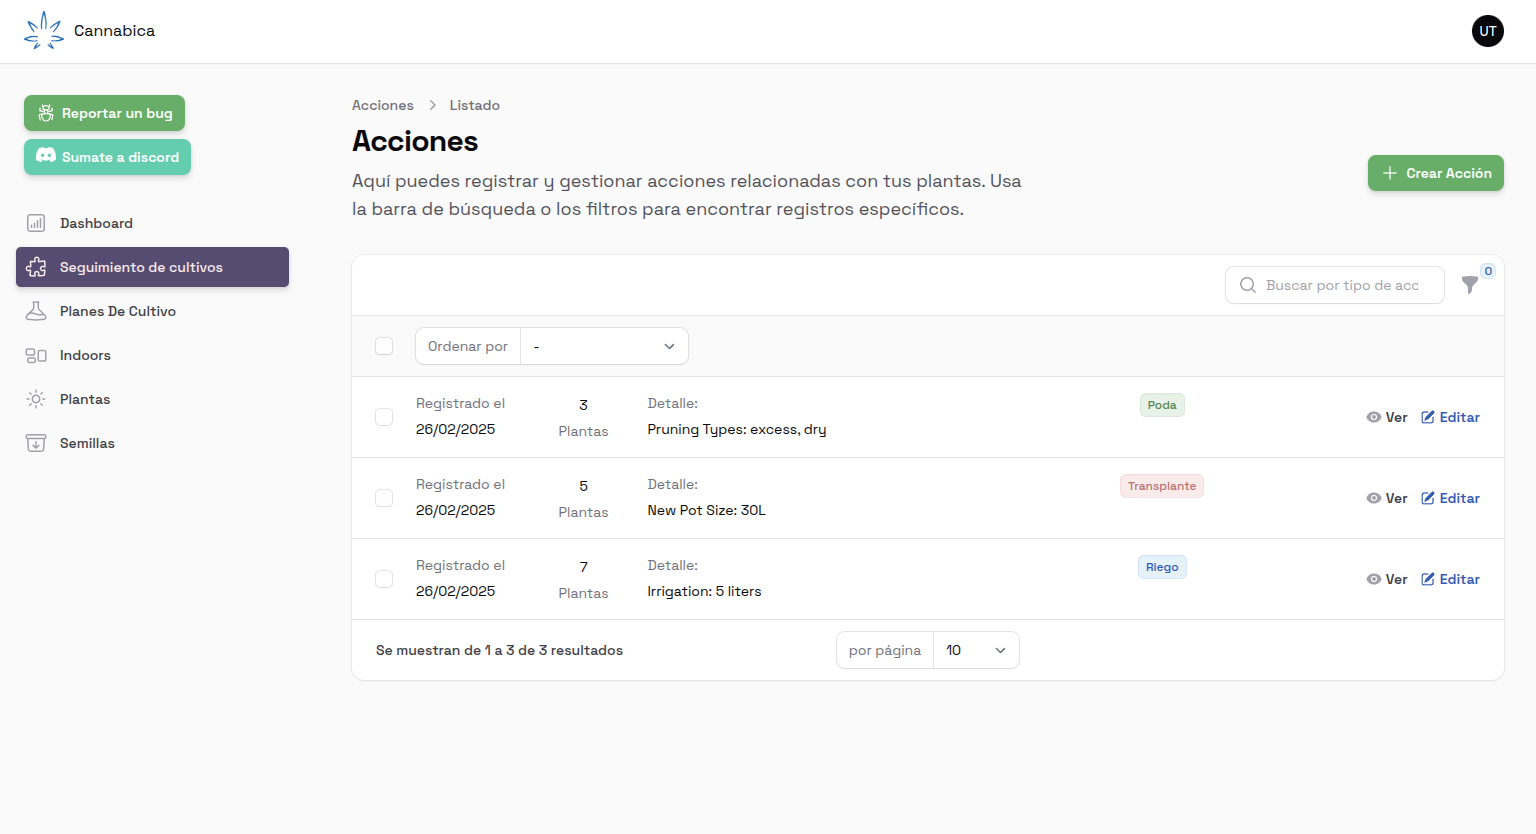 Cannabica
UT
Reportar un bug
Sumate a discord
Dashboard
Seguimiento de cultivos
Planes De Cultivo
Indoors
Plantas
Semillas
Acciones > Listado
Acciones
Aquí puedes registrar y gestionar acciones relacionadas con tus plantas. Usa
la barra de búsqueda o los filtros para encontrar registros específicos.
Crear Acción
Buscar por tipo de acc
0
Ordenar por -
Registrado el
26/02/2025
3
Plantas
Detalle:
Pruning Types: excess, dry
Poda
Ver Editar
Registrado el
26/02/2025
5
Plantas
Detalle:
New Pot Size: 30L
Transplante
Ver Editar
Registrado el
26/02/2025
7
Plantas
Detalle:
Irrigation: 5 liters
Riego
Ver Editar
Se muestran de 1 a 3 de 3 resultados
por página 10